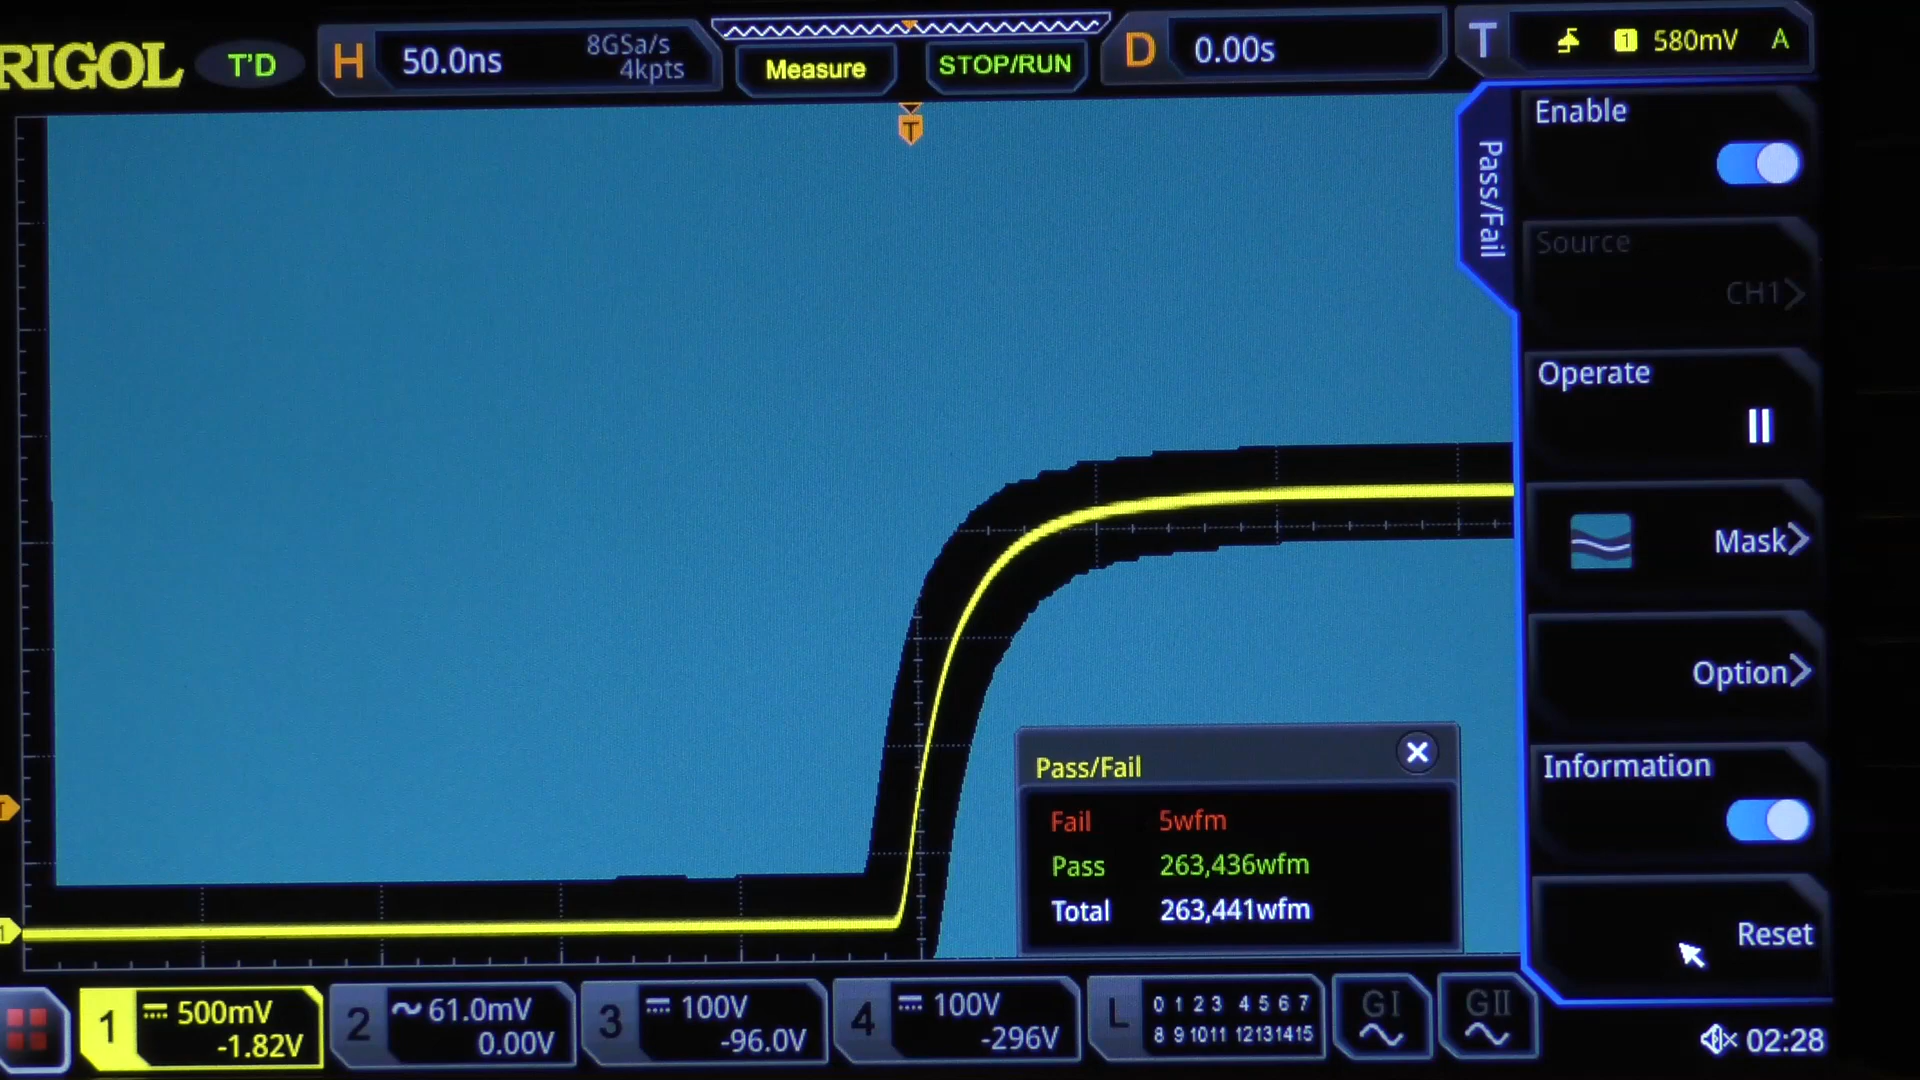 RIGOL
T'D
H 50.0ns
8GSa/s
4kpts
Measure
STOP/RUN
D 0.00s
T 1 580mV A
T
Pass/Fail
Enable
Source
CH1
Operate
Mask
Option
Information
Reset
Pass/Fail
Fail 5wfm
Pass 263,436wfm
Total 263,441wfm
T
1
1 500mV
-1.82V
2 61.0mV
0.00V
3 100V
-96.0V
4 100V
-296V
L 0 1 2 3 4 5 6 7
8 9 10 11 12 13 14 15
GI
GII
02:28